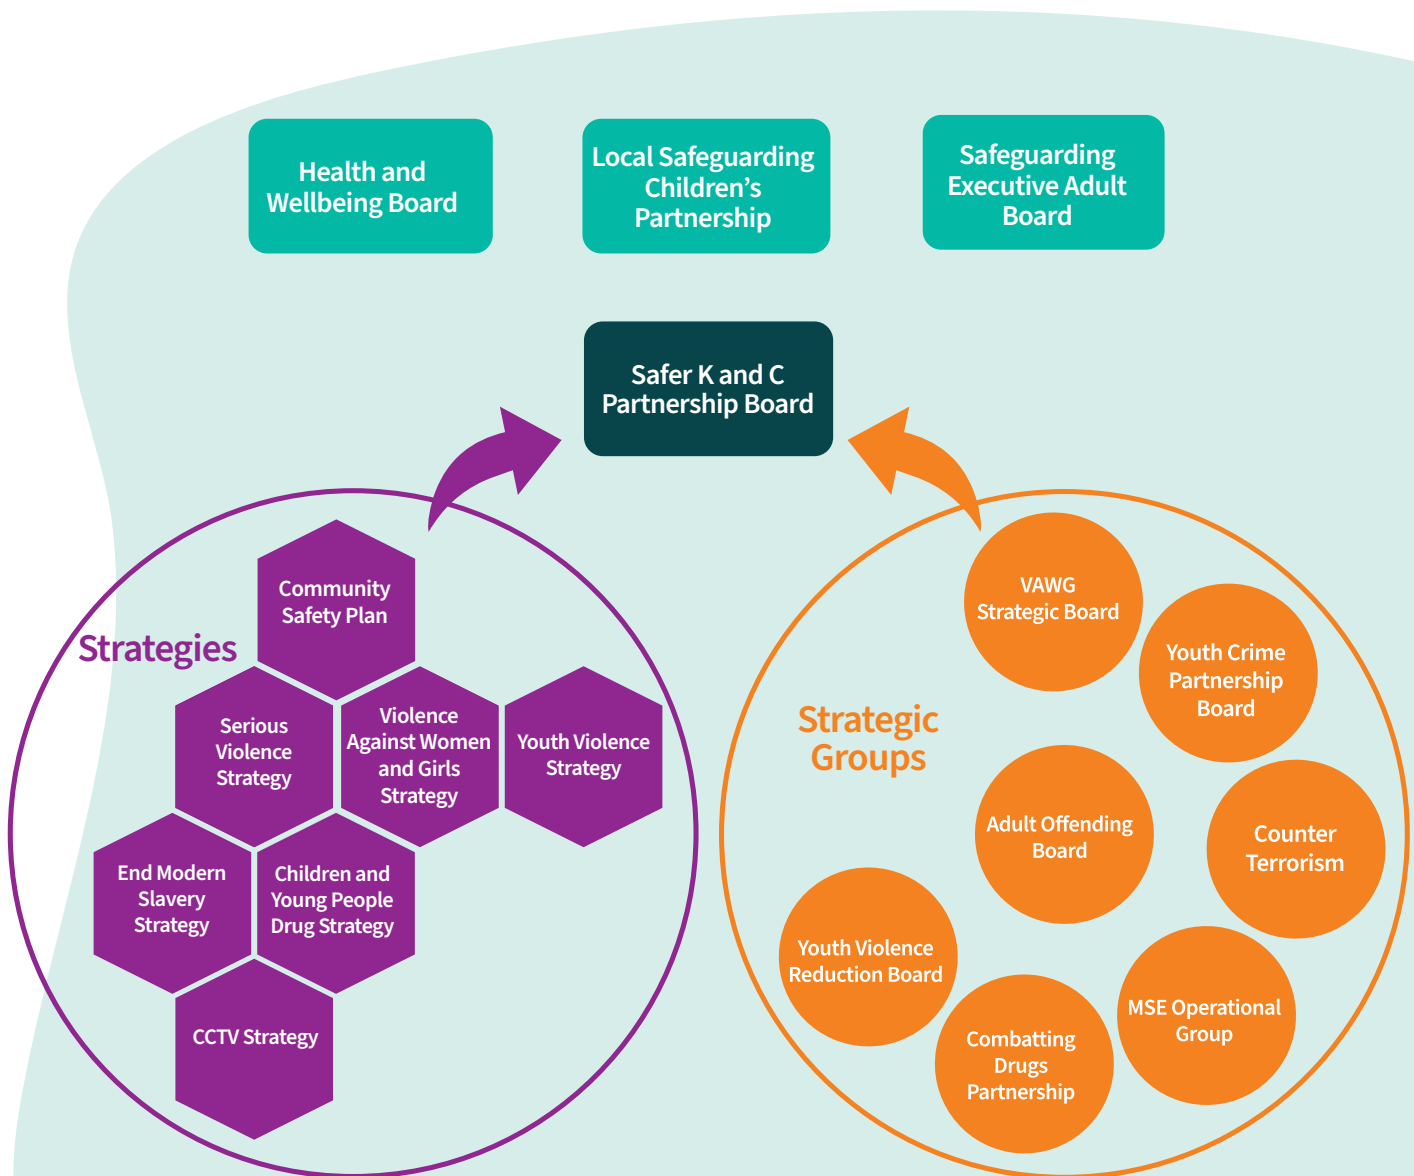 Health and
Wellbeing Board
Local Safeguarding
Children’s
Partnership
Safeguarding
Executive Adult
Board
Safer K and C
Partnership Board
Strategies
Community
Safety Plan
Serious
Violence
Strategy
Violence
Against Women
and Girls
Strategy
Youth Violence
Strategy
End Modern
Slavery
Strategy
Children and
Young People
Drug Strategy
CCTV Strategy
Strategic
Groups
VAWG
Strategic Board
Youth Crime
Partnership
Board
Adult Offending
Board
Counter
Terrorism
Youth Violence
Reduction Board
Combatting
Drugs
Partnership
MSE Operational
Group